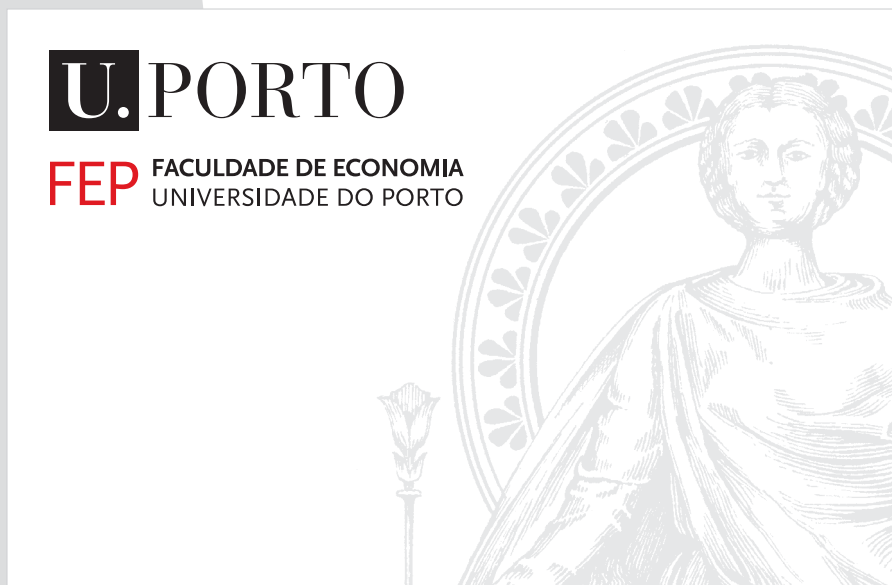 U. PORTO
FEP FACULDADE DE ECONOMIA
UNIVERSIDADE DO PORTO